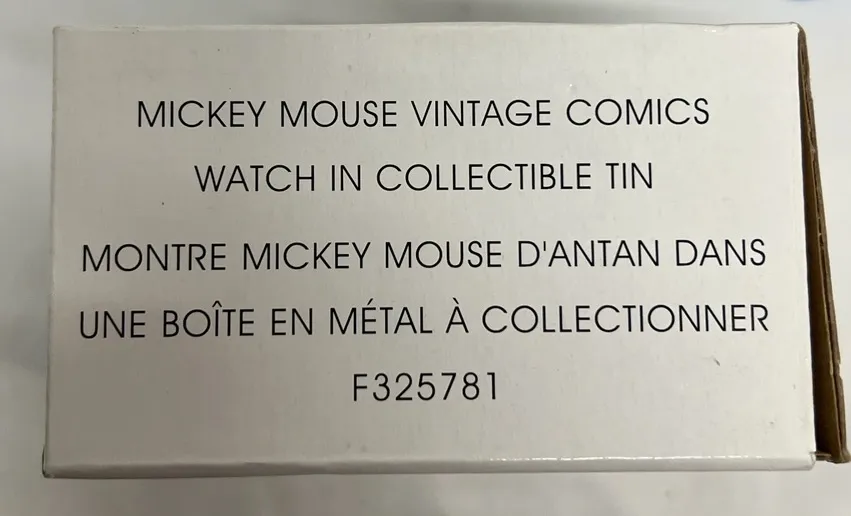 MICKEY MOUSE VINTAGE COMICS
WATCH IN COLLECTIBLE TIN
MONTRE MICKEY MOUSE D'ANTAN DANS
UNE BOÎTE EN MÉTAL À COLLECTIONNER
F325781